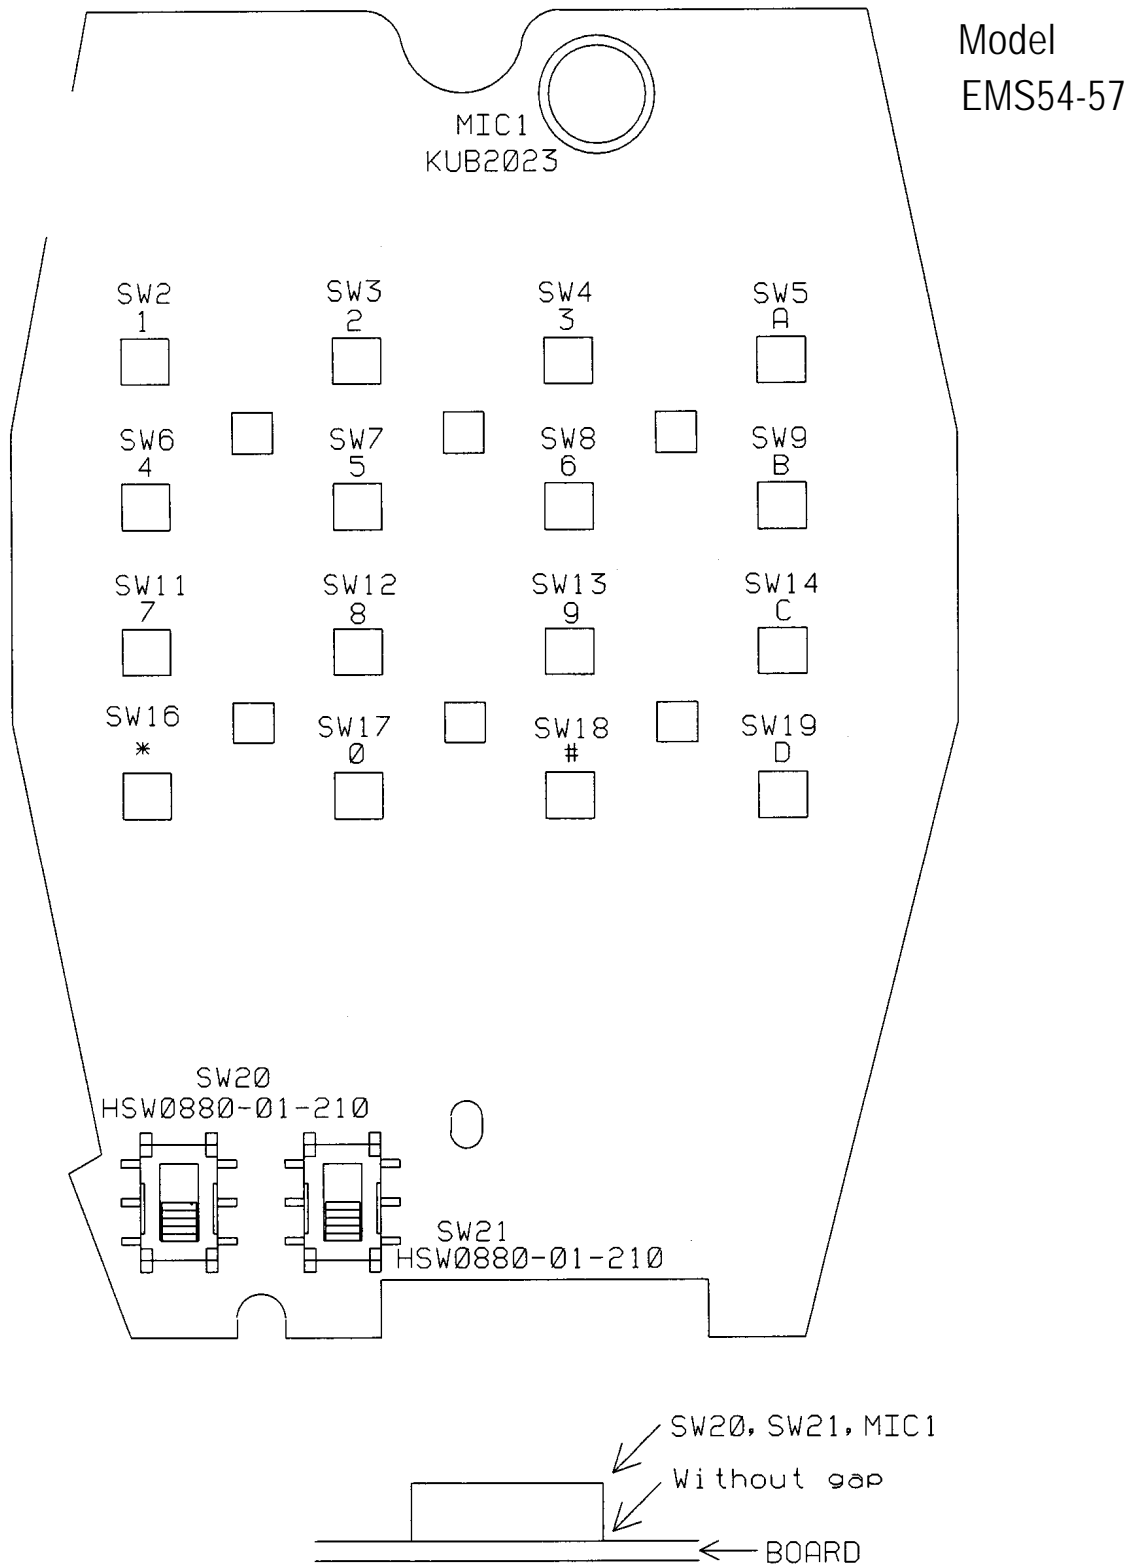 Model
EMS54-57
MIC1
KUB2023
SW2
1
SW3
2
SW4
3
SW5
A
SW6
4
SW7
5
SW8
6
SW9
B
SW11
7
SW12
8
SW13
9
SW14
C
SW16
*
SW17
0
SW18
#
SW19
D
SW20
HSW0880-01-210
SW21
HSW0880-01-210
SW20, SW21, MIC1
Without gap
BOARD